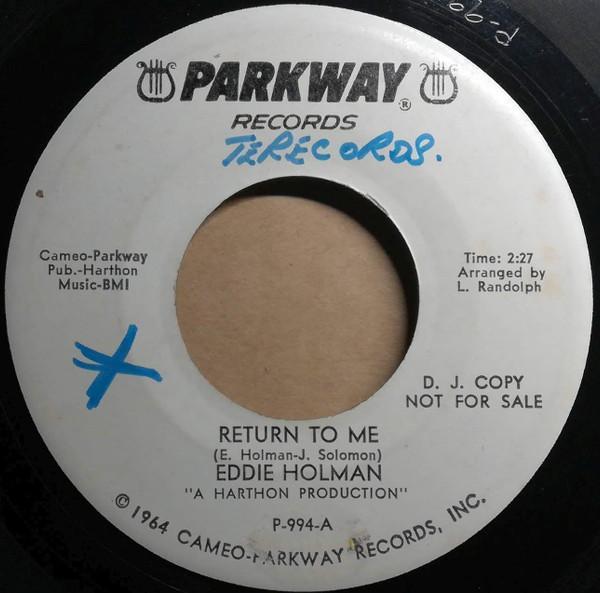 PARKWAY®
RECORDS
TERECORDS.
Cameo-Parkway
Pub.-Harthon
Music-BMI
Time: 2:27
Arranged by
L. Randolph
D. J. COPY
NOT FOR SALE
RETURN TO ME
(E. Holman-J. Solomon)
EDDIE HOLMAN
"A HARTHON PRODUCTION"
P-994-A
© 1964 CAMEO-PARKWAY RECORDS, INC.